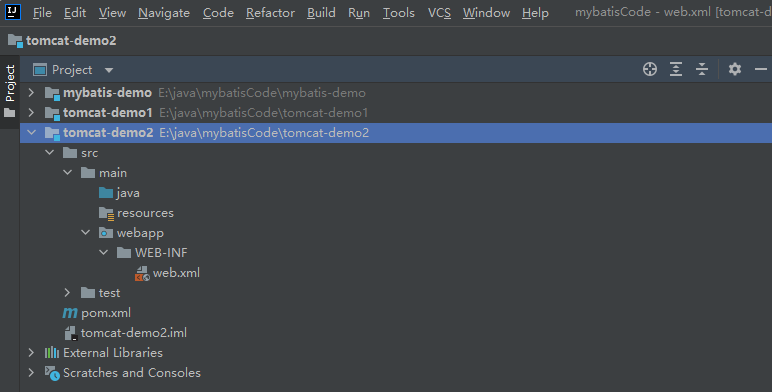 IJ File Edit View Navigate Code Refactor Build Run Tools VCS Window Help mybatisCode - web.xml [tomcat-d
tomcat-demo2
Project
Project
mybatis-demo E:\java\mybatisCode\mybatis-demo
tomcat-demo1 E:\java\mybatisCode\tomcat-demo1
tomcat-demo2 E:\java\mybatisCode\tomcat-demo2
src
main
java
resources
webapp
WEB-INF
web.xml
test
m pom.xml
tomcat-demo2.iml
External Libraries
Scratches and Consoles